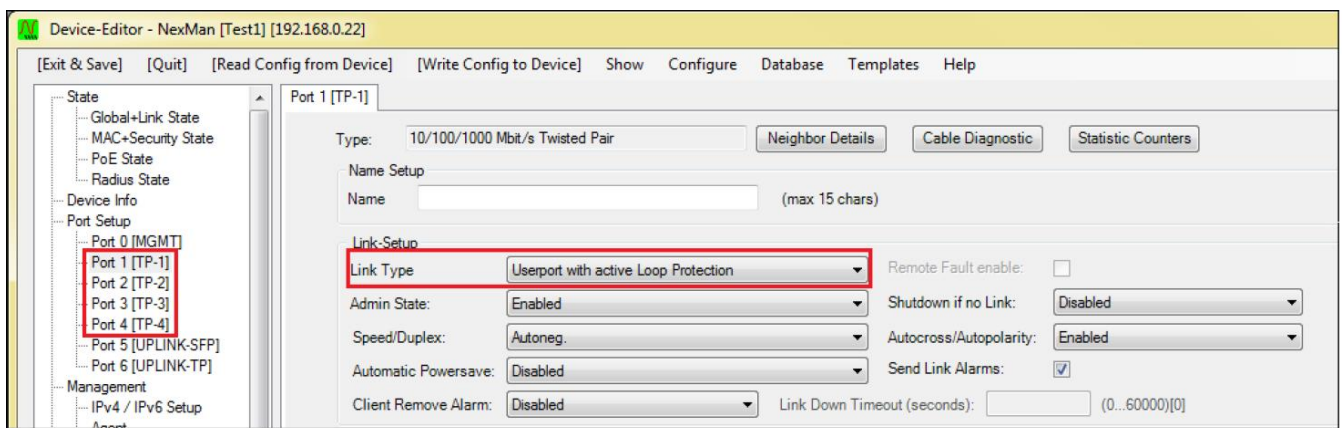 Device-Editor - NexMan [Test1] [192.168.0.22]
[Exit & Save] [Quit] [Read Config from Device] [Write Config to Device] Show Configure Database Templates Help
State
Global+Link State
MAC+Security State
PoE State
Radius State
Device Info
Port Setup
Port 0 [MGMT]
Port 1 [TP-1]
Port 2 [TP-2]
Port 3 [TP-3]
Port 4 [TP-4]
Port 5 [UPLINK-SFP]
Port 6 [UPLINK-TP]
Management
IPv4 / IPv6 Setup
Agent
Port 1 [TP-1]
Type: 10/100/1000 Mbit/s Twisted Pair Neighbor Details Cable Diagnostic Statistic Counters
Name Setup
Name (max 15 chars)
Link-Setup
Link Type Userport with active Loop Protection Remote Fault enable:
Admin State: Enabled Shutdown if no Link: Disabled
Speed/Duplex: Autoneg. Autocross/Autopolarity: Enabled
Automatic Powersave: Disabled Send Link Alarms:
Client Remove Alarm: Disabled Link Down Timeout (seconds): (0...60000)[0]